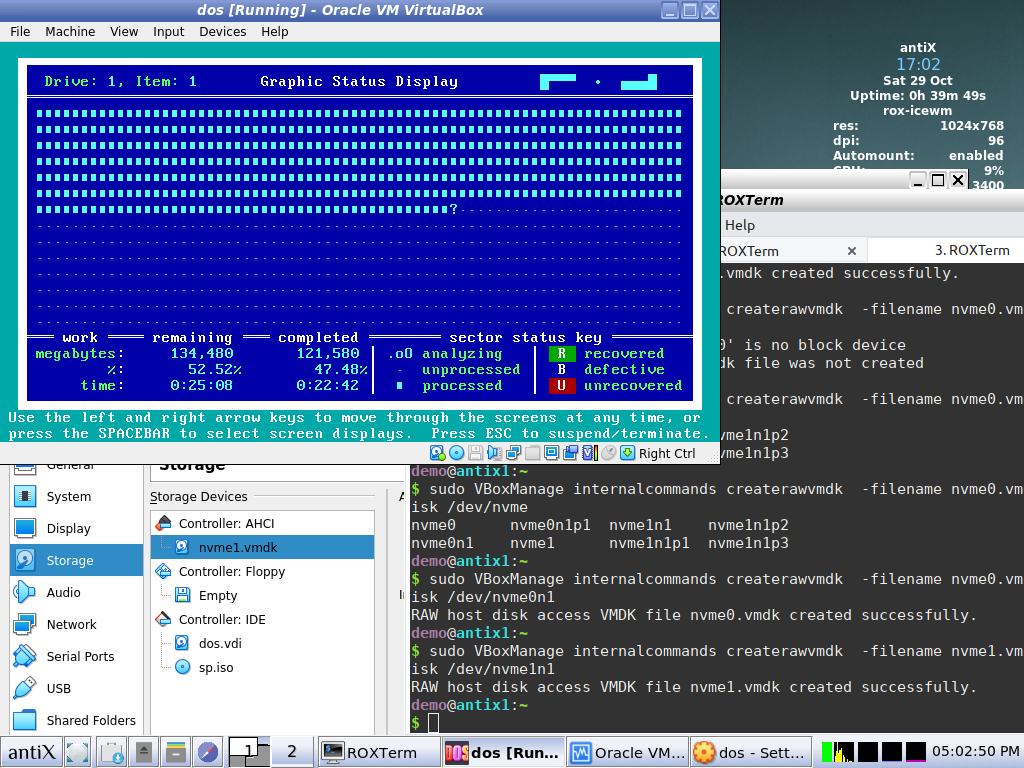 dos [Running] - Oracle VM VirtualBox
File Machine View Input Devices Help
Drive: 1, Item: 1 Graphic Status Display
?
work remaining completed sector status key
megabytes: 134,480 121,580 .oO analyzing R recovered
%: 52.52% 47.48% unprocessed B defective
time: 0:25:08 0:22:42 processed U unrecovered
Use the left and right arrow keys to move through the screens at any time, or
press the SPACEBAR to select screen displays. Press ESC to suspend/terminate.
Right Ctrl
antiX
17:02
Sat 29 Oct
Uptime: 0h 39m 49s
rox-icewm
res: 1024x768
dpi: 96
Automount: enabled
CPU: 9%
3400
ROXTerm
Help
ROXTerm 3. ROXTerm
.vmdk created successfully.
createrawvmdk -filename nvme0.vm
0' is no block device
dk file was not created
createrawvmdk -filename nvme0.vm
vme1n1p2
vme1n1p3
demo@antix1:~
$ sudo VBoxManage internalcommands createrawvmdk -filename nvme0.vm
isk /dev/nvme
nvme0 nvme0n1p1 nvme1n1 nvme1n1p2
nvme0n1 nvme1 nvme1n1p1 nvme1n1p3
demo@antix1:~
$ sudo VBoxManage internalcommands createrawvmdk -filename nvme0.vm
isk /dev/nvme0n1
RAW host disk access VMDK file nvme0.vmdk created successfully.
demo@antix1:~
$ sudo VBoxManage internalcommands createrawvmdk -filename nvme1.vm
isk /dev/nvme1n1
RAW host disk access VMDK file nvme1.vmdk created successfully.
demo@antix1:~
$
General
System
Display
Storage
Audio
Network
Serial Ports
USB
Shared Folders
Storage
Storage Devices
Controller: AHCI
nvme1.vmdk
Controller: Floppy
Empty
Controller: IDE
dos.vdi
sp.iso
antiX 1 2 ROXTerm dos [Run... Oracle VM... dos - Sett... 05:02:50 PM